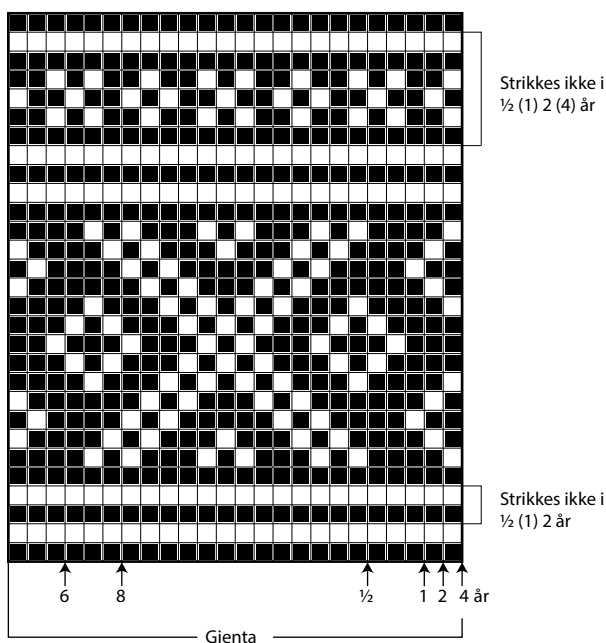 Strikkes ikke i
½ (1) 2 (4) år
Strikkes ikke i
½ (1) 2 år
6 8 ½ 1 2 4 år
Gjenta